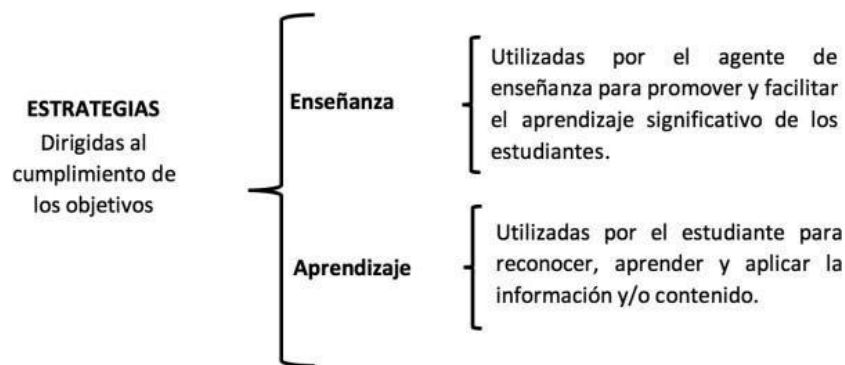 ESTRATEGIAS
Dirigidas al
cumplimiento de
los objetivos
Enseñanza
Utilizadas por el agente de
enseñanza para promover y facilitar
el aprendizaje significativo de los
estudiantes.
Aprendizaje
Utilizadas por el estudiante para
reconocer, aprender y aplicar la
información y/o contenido.